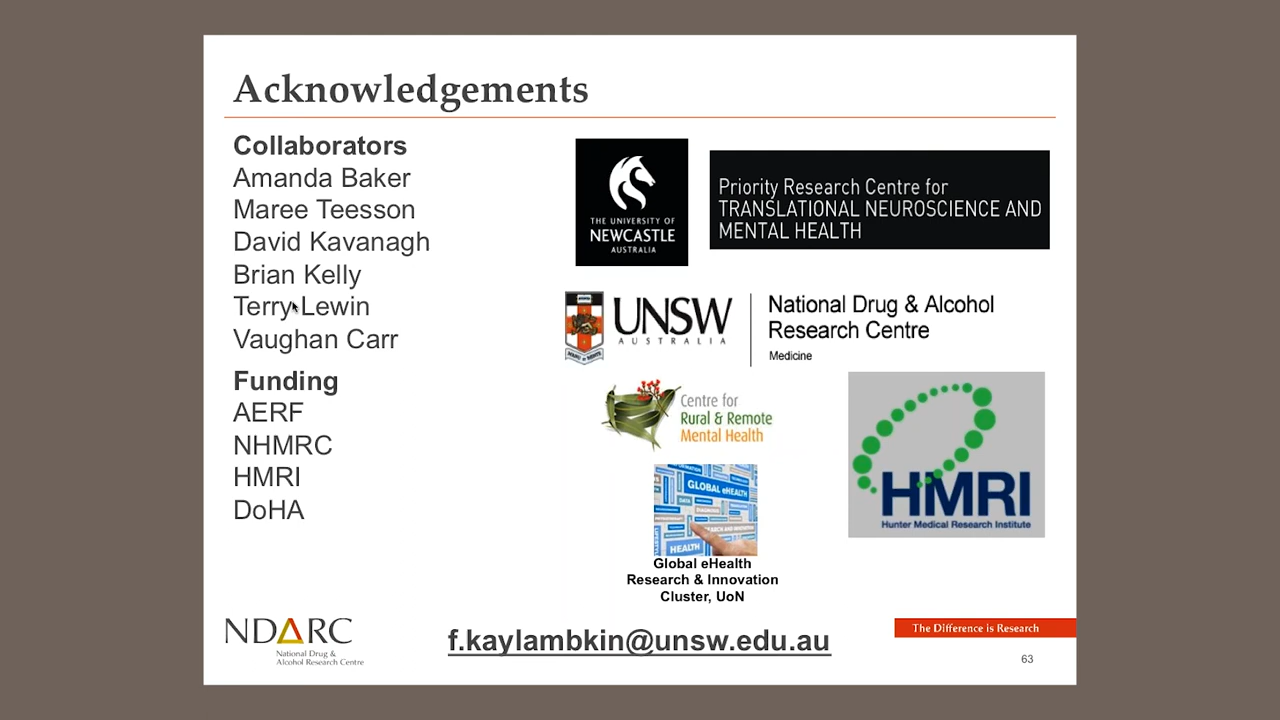 Acknowledgements
Collaborators
Amanda Baker
Maree Teesson
David Kavanagh
Brian Kelly
Terry Lewin
Vaughan Carr
Funding
AERF
NHMRC
HMRI
DoHA
THE UNIVERSITY OF
NEWCASTLE
AUSTRALIA
Priority Research Centre for
TRANSLATIONAL NEUROSCIENCE AND
MENTAL HEALTH
UNSW
AUSTRALIA
National Drug & Alcohol
Research Centre
Medicine
Centre for
Rural & Remote
Mental Health
GLOBAL eHEALTH
HEALTH
Global eHealth
Research & Innovation
Cluster, UoN
HMRI
Hunter Medical Research Institute
NDARC
National Drug &
Alcohol Research Centre
f.kaylambkin@unsw.edu.au
The Difference is Research
63